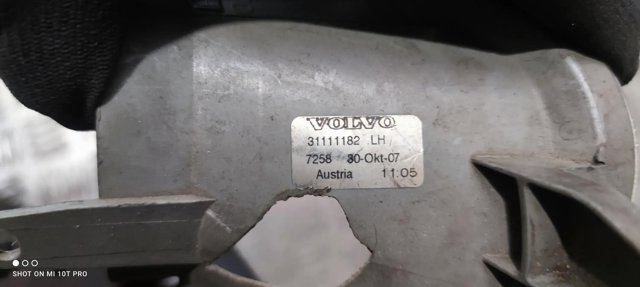 VOLVO
31111182 LH
7258 30-Okt-07
Austria 11:05
SHOT ON MI 10T PRO